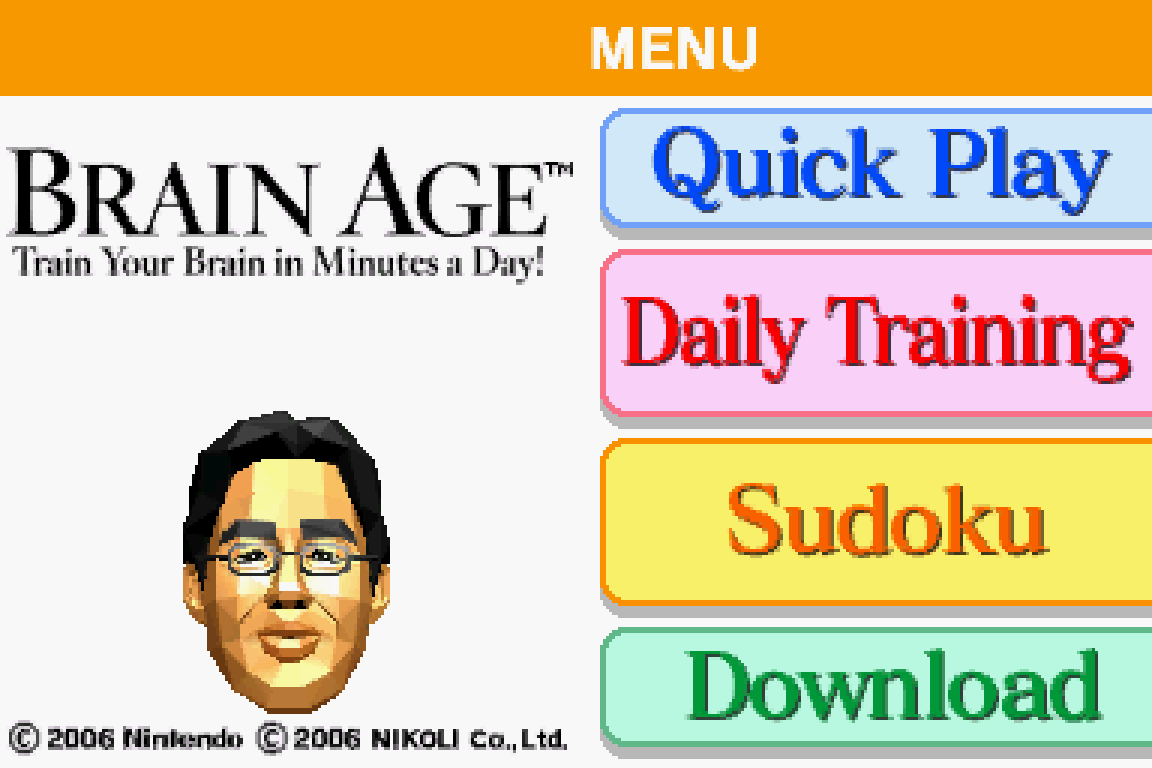 MENU
BRAIN AGE™
Train Your Brain in Minutes a Day!
© 2006 Nintendo © 2006 NIKOLI Co., Ltd.
Quick Play
Daily Training
Sudoku
Download